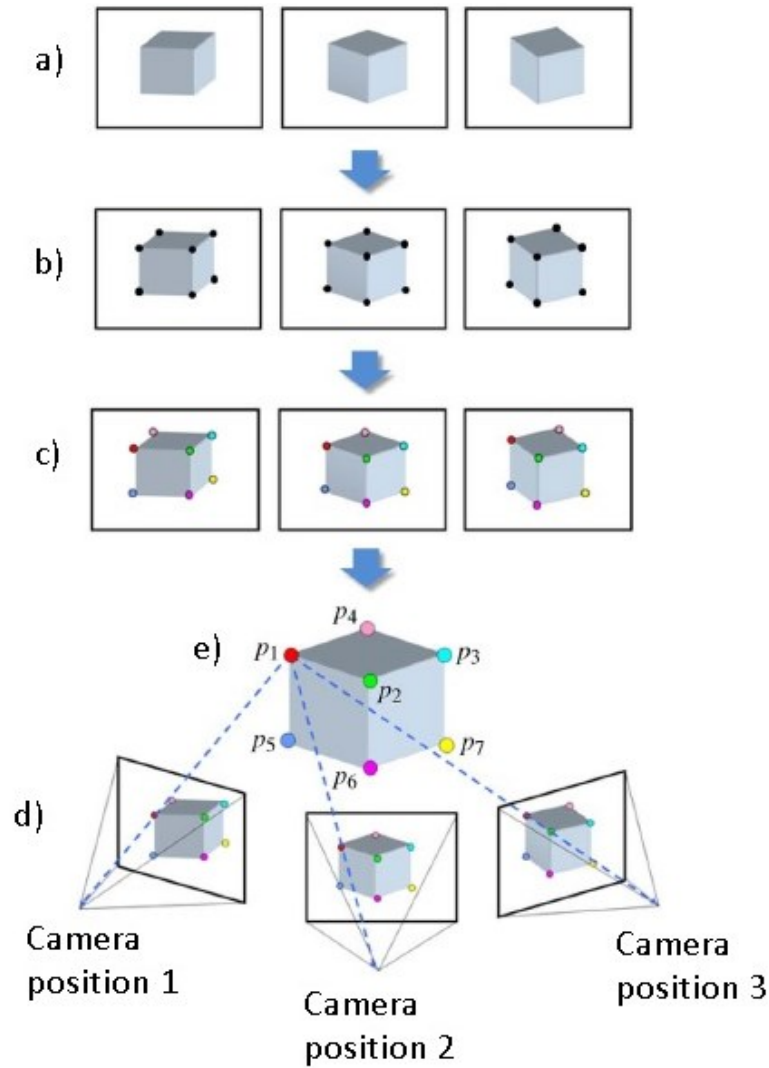 a)
b)
c)
e)
p4
p1
p3
p2
p5
p7
p6
d)
Camera
position 1
Camera
position 2
Camera
position 3